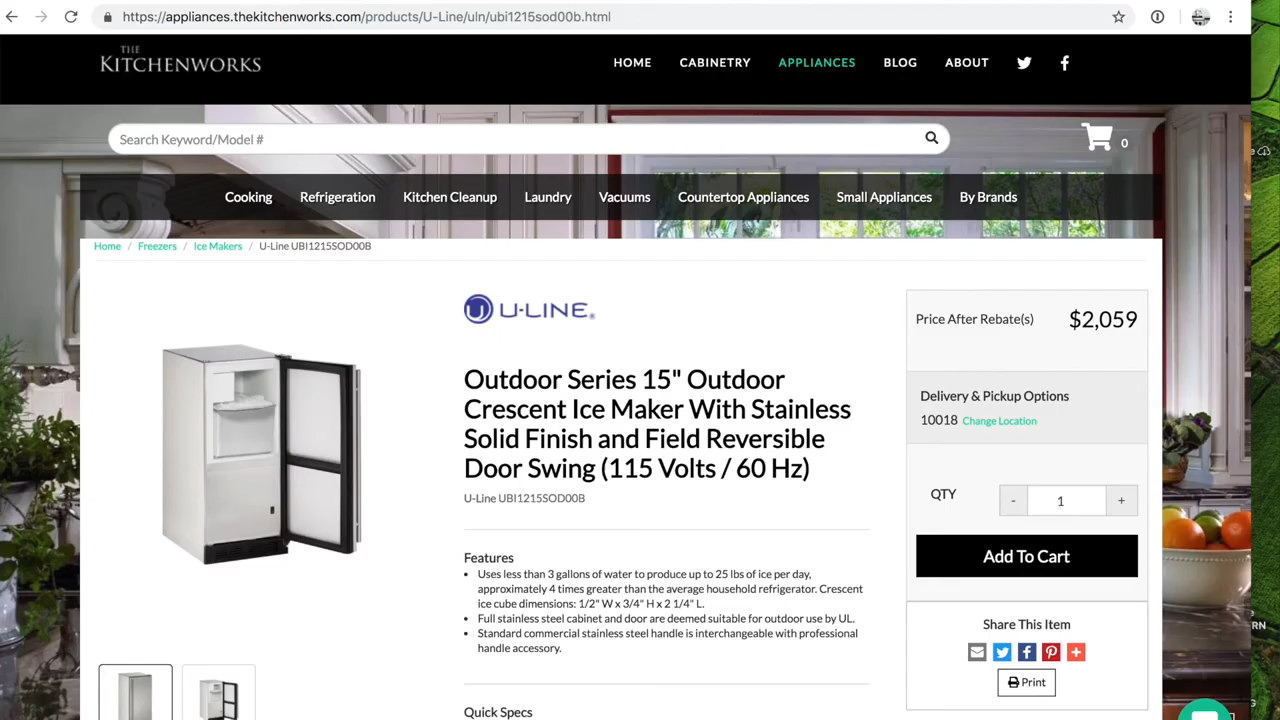 https://appliances.thekitchenworks.com/products/U-Line/uln/ubi1215sod00b.html
THE
KITCHENWORKS
HOME CABINETRY APPLIANCES BLOG ABOUT
Search Keyword/Model #
0
Cooking Refrigeration Kitchen Cleanup Laundry Vacuums Countertop Appliances Small Appliances By Brands
Home / Freezers / Ice Makers / U-Line UBI1215SOD00B
U-LINE®
Outdoor Series 15" Outdoor
Crescent Ice Maker With Stainless
Solid Finish and Field Reversible
Door Swing (115 Volts / 60 Hz)
U-Line UBI1215SOD00B
Features
• Uses less than 3 gallons of water to produce up to 25 lbs of ice per day,
approximately 4 times greater than the average household refrigerator. Crescent
ice cube dimensions: 1/2" W x 3/4" H x 2 1/4" L.
• Full stainless steel cabinet and door are deemed suitable for outdoor use by UL.
• Standard commercial stainless steel handle is interchangeable with professional
handle accessory.
Quick Specs
Price After Rebate(s) $2,059
Delivery & Pickup Options
10018 Change Location
QTY - 1 +
Add To Cart
Share This Item
Print